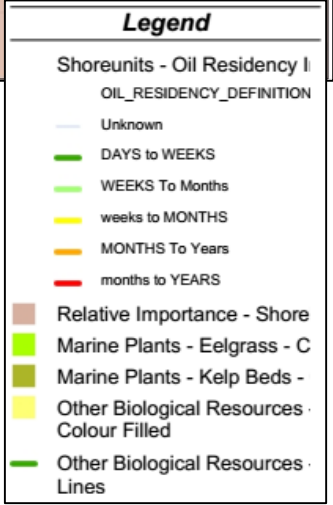 Legend
Shoreunits - Oil Residency I
OIL_RESIDENCY_DEFINITION
Unknown
DAYS to WEEKS
WEEKS To Months
weeks to MONTHS
MONTHS To Years
months to YEARS
Relative Importance - Shore
Marine Plants - Eelgrass - C
Marine Plants - Kelp Beds -
Other Biological Resources -
Colour Filled
Other Biological Resources -
Lines